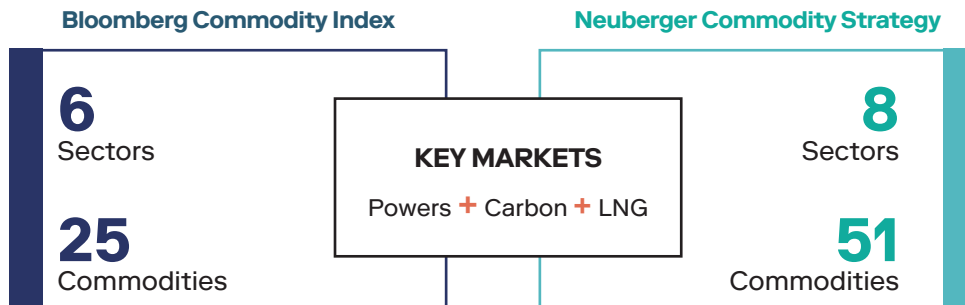 Bloomberg Commodity Index
Neuberger Commodity Strategy
6
Sectors
25
Commodities
KEY MARKETS
Powers + Carbon + LNG
8
Sectors
51
Commodities